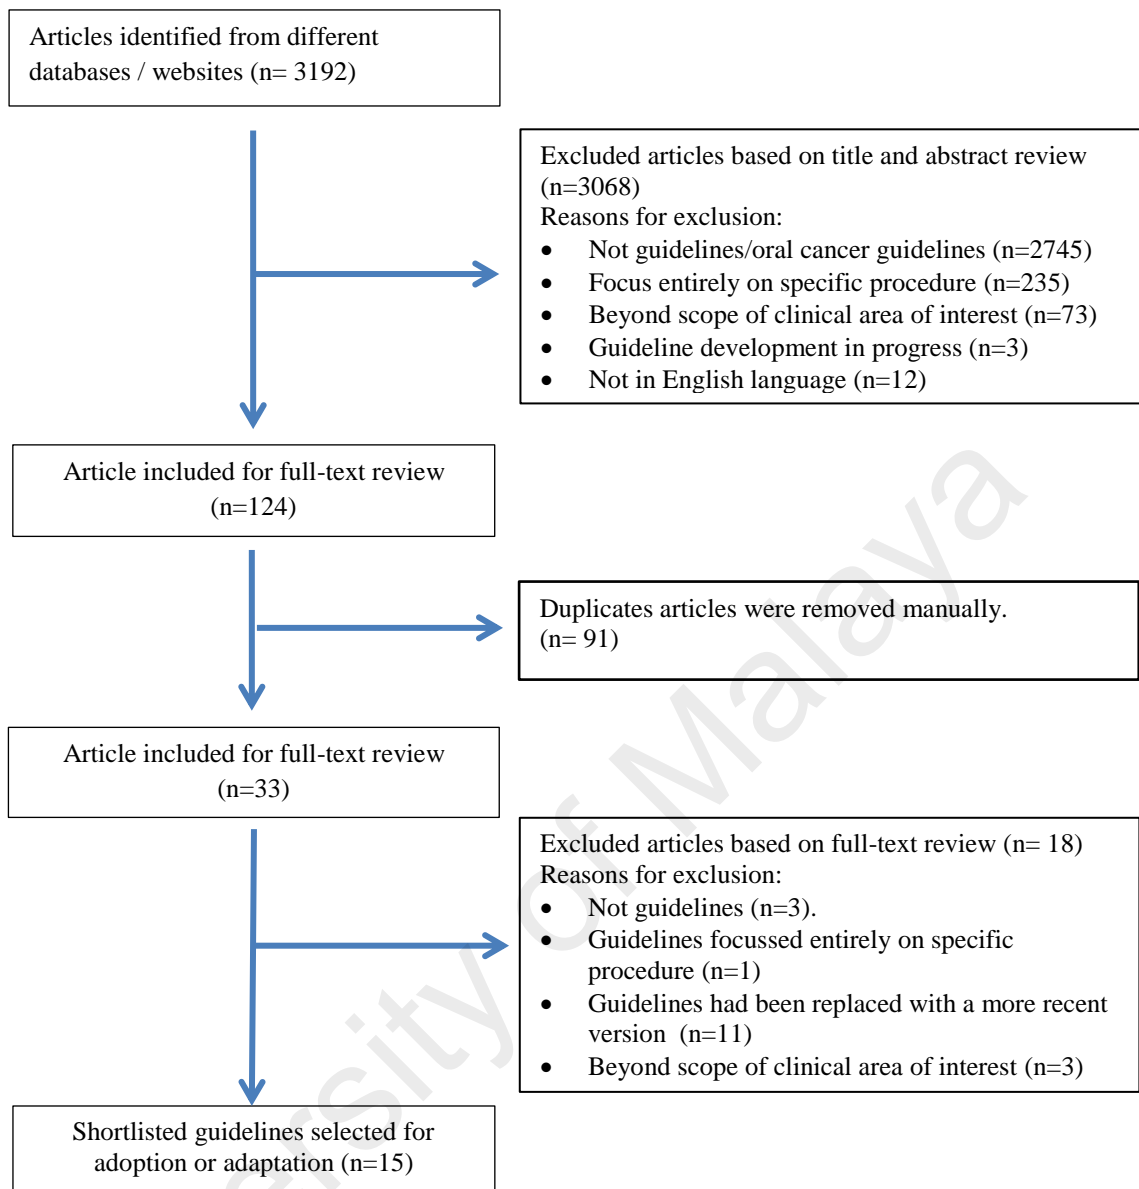 Articles identified from different
databases / websites (n= 3192)
Excluded articles based on title and abstract review
(n=3068)
Reasons for exclusion:
• Not guidelines/oral cancer guidelines (n=2745)
• Focus entirely on specific procedure (n=235)
• Beyond scope of clinical area of interest (n=73)
• Guideline development in progress (n=3)
• Not in English language (n=12)
Article included for full-text review
(n=124)
Duplicates articles were removed manually.
(n= 91)
Article included for full-text review
(n=33)
Excluded articles based on full-text review (n= 18)
Reasons for exclusion:
• Not guidelines (n=3).
• Guidelines focussed entirely on specific
procedure (n=1)
• Guidelines had been replaced with a more recent
version (n=11)
• Beyond scope of clinical area of interest (n=3)
Shortlisted guidelines selected for
adoption or adaptation (n=15)
ersity of Malaya